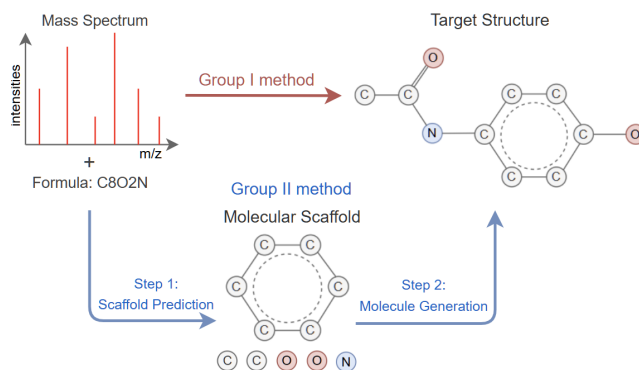 Mass Spectrum
Target Structure
intensities
Group I method
m/z
+
Formula: C8O2N
O
C
C
N
C
C
C
C
C
C
O
Group II method
Molecular Scaffold
C
C
C
C
C
C
Step 1:
Scaffold Prediction
Step 2:
Molecule Generation
C C O O N